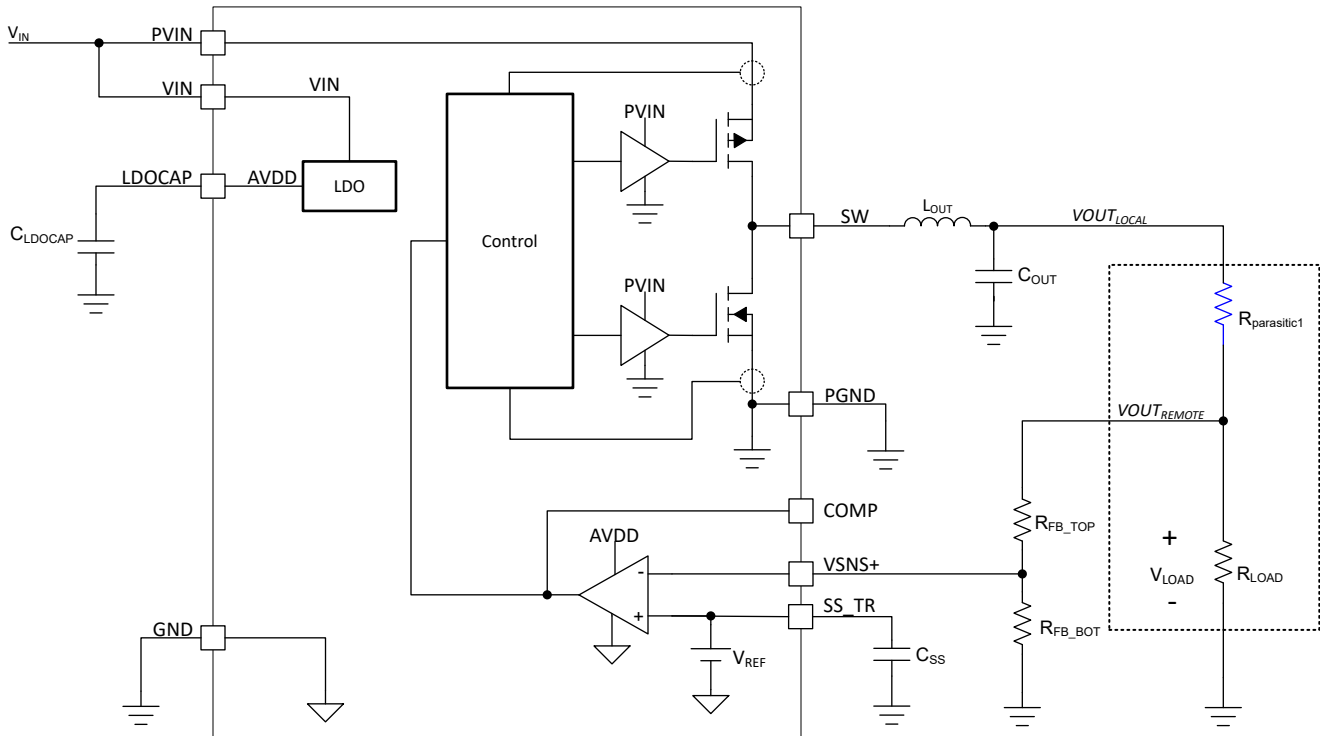 V_IN PVIN
VIN VIN
PVIN
LDOCAP AVDD LDO
SW L_OUT VOUT_LOCAL
C_LDOCAP
Control
C_OUT
PVIN
R_parasitic1
PGND
VOUT_REMOTE
COMP
R_FB_TOP
AVDD
+
- VSNS+
V_LOAD R_LOAD
-
+ SS_TR
GND
R_FB_BOT
V_REF C_SS